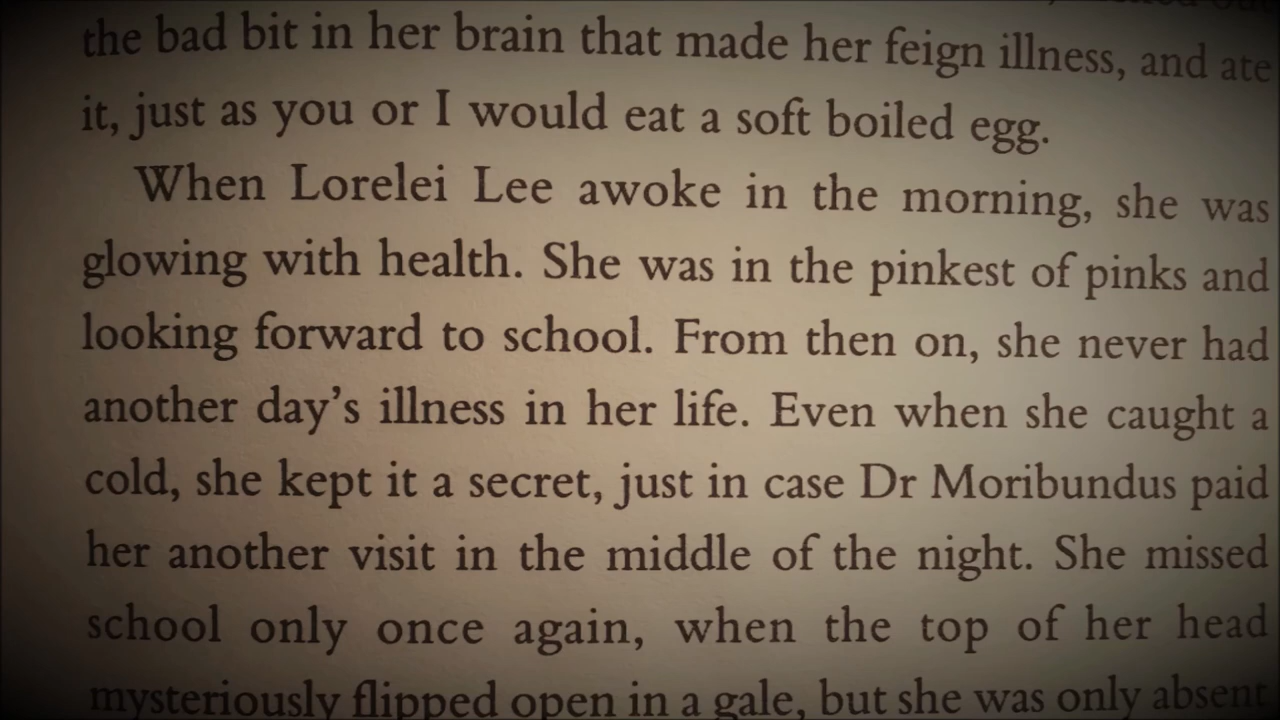 the bad bit in her brain that made her feign illness, and ate
it, just as you or I would eat a soft boiled egg.
When Lorelei Lee awoke in the morning, she was
glowing with health. She was in the pinkest of pinks and
looking forward to school. From then on, she never had
another day's illness in her life. Even when she caught a
cold, she kept it a secret, just in case Dr Moribundus paid
her another visit in the middle of the night. She missed
school only once again, when the top of her head
mysteriously flipped open in a gale, but she was only absent